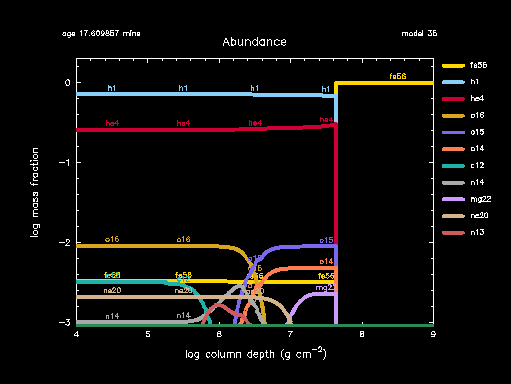 age 17.609857 mins
model 36
Abundance
fe56
h1
he4
o16
o15
o14
c12
n14
mg22
ne20
n13
0
-1
-2
-3
log mass fraction
h1 h1 h1 h1
he4 he4 he4 he4
o16 o16
o15
o14
fe56 fe56 fe56
ne20 ne20
mg22
n14 n14
fe56
4 5 6 7 8 9
log column depth (g cm⁻²)